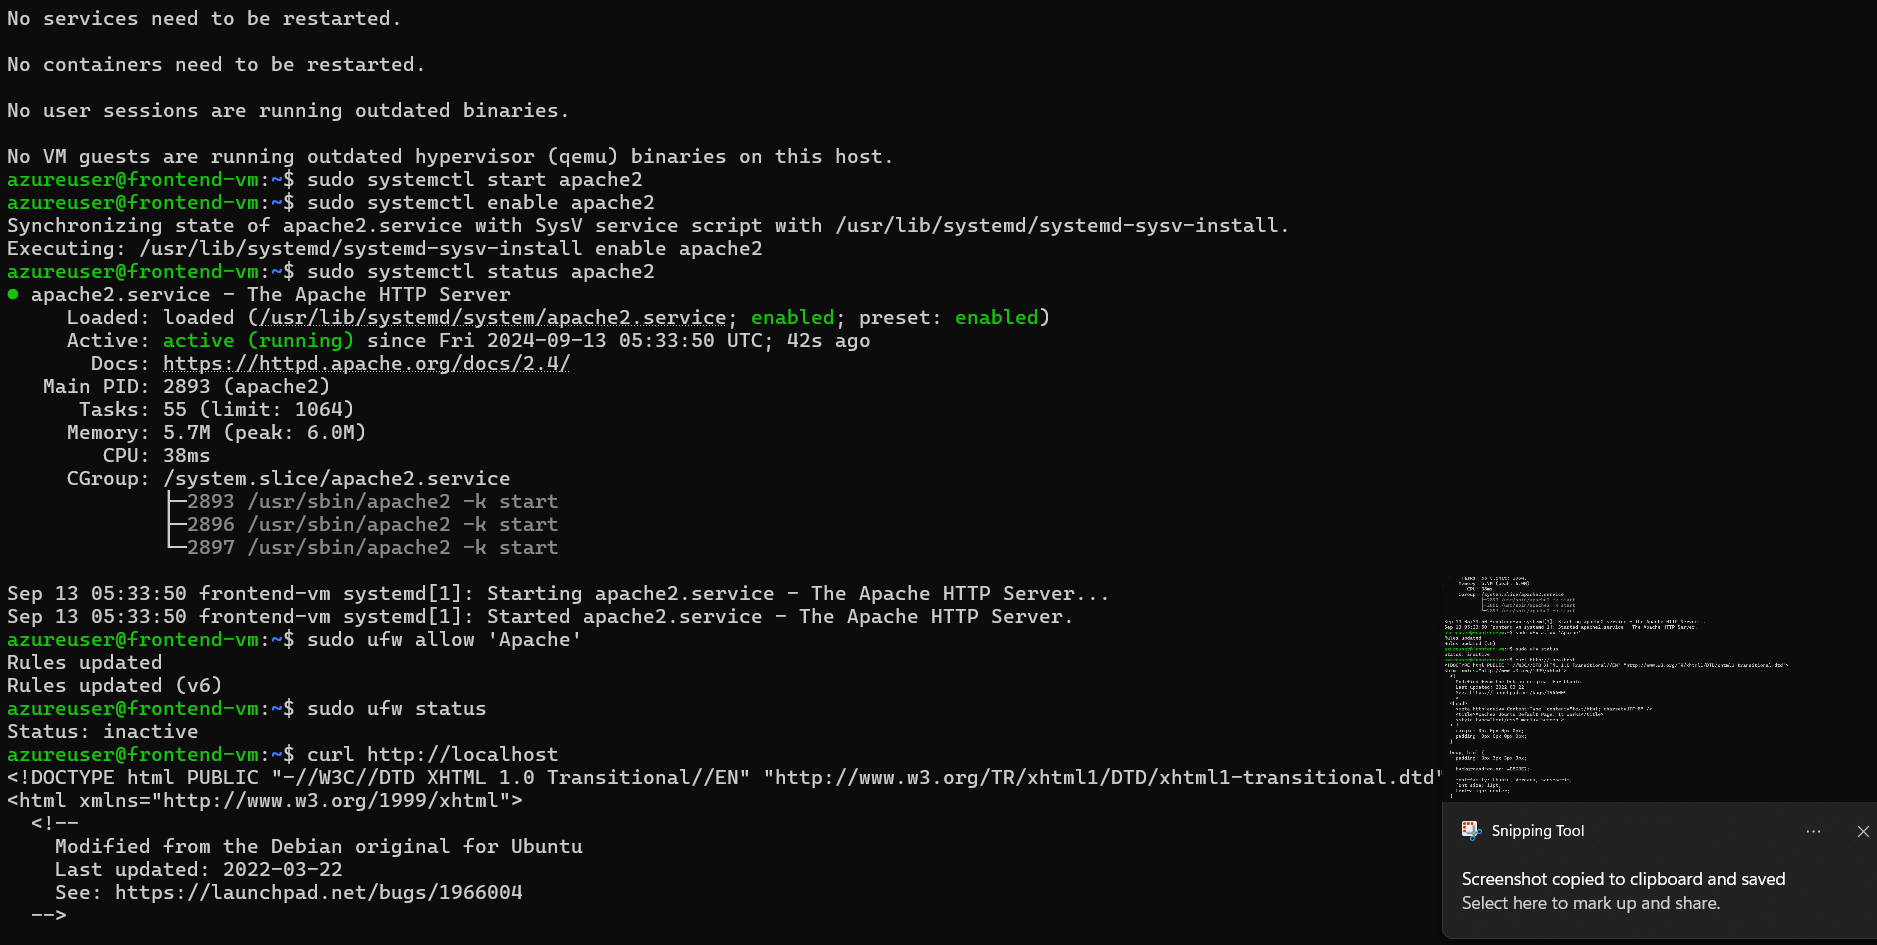 No services need to be restarted.
No containers need to be restarted.
No user sessions are running outdated binaries.
No VM guests are running outdated hypervisor (qemu) binaries on this host.
azureuser@frontend-vm:~$ sudo systemctl start apache2
azureuser@frontend-vm:~$ sudo systemctl enable apache2
Synchronizing state of apache2.service with SysV service script with /usr/lib/systemd/systemd-sysv-install.
Executing: /usr/lib/systemd/systemd-sysv-install enable apache2
azureuser@frontend-vm:~$ sudo systemctl status apache2
● apache2.service - The Apache HTTP Server
Loaded: loaded (/usr/lib/systemd/system/apache2.service; enabled; preset: enabled)
Active: active (running) since Fri 2024-09-13 05:33:50 UTC; 42s ago
Docs: https://httpd.apache.org/docs/2.4/
Main PID: 2893 (apache2)
Tasks: 55 (limit: 1064)
Memory: 5.7M (peak: 6.0M)
CPU: 38ms
CGroup: /system.slice/apache2.service
├─2893 /usr/sbin/apache2 -k start
├─2896 /usr/sbin/apache2 -k start
└─2897 /usr/sbin/apache2 -k start
Sep 13 05:33:50 frontend-vm systemd[1]: Starting apache2.service - The Apache HTTP Server...
Sep 13 05:33:50 frontend-vm systemd[1]: Started apache2.service - The Apache HTTP Server.
azureuser@frontend-vm:~$ sudo ufw allow 'Apache'
Rules updated
Rules updated (v6)
azureuser@frontend-vm:~$ sudo ufw status
Status: inactive
azureuser@frontend-vm:~$ curl http://localhost
<!DOCTYPE html PUBLIC "-//W3C//DTD XHTML 1.0 Transitional//EN" "http://www.w3.org/TR/xhtml1/DTD/xhtml1-transitional.dtd"
<html xmlns="http://www.w3.org/1999/xhtml">
<!--
Modified from the Debian original for Ubuntu
Last updated: 2022-03-22
See: https://launchpad.net/bugs/1966004
-->
Snipping Tool
Screenshot copied to clipboard and saved
Select here to mark up and share.